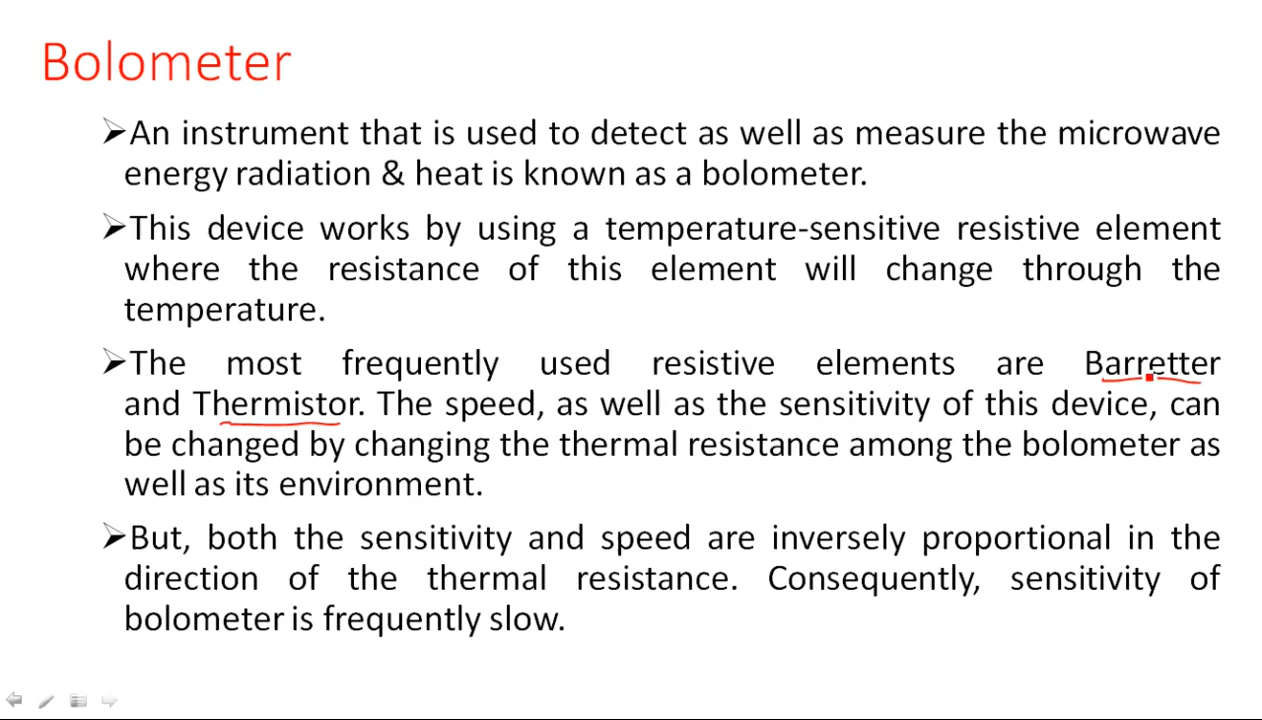 Bolometer
➢An instrument that is used to detect as well as measure the microwave
energy radiation & heat is known as a bolometer.
➢This device works by using a temperature-sensitive resistive element
where the resistance of this element will change through the
temperature.
➢The most frequently used resistive elements are Barretter
and Thermistor. The speed, as well as the sensitivity of this device, can
be changed by changing the thermal resistance among the bolometer as
well as its environment.
➢But, both the sensitivity and speed are inversely proportional in the
direction of the thermal resistance. Consequently, sensitivity of
bolometer is frequently slow.